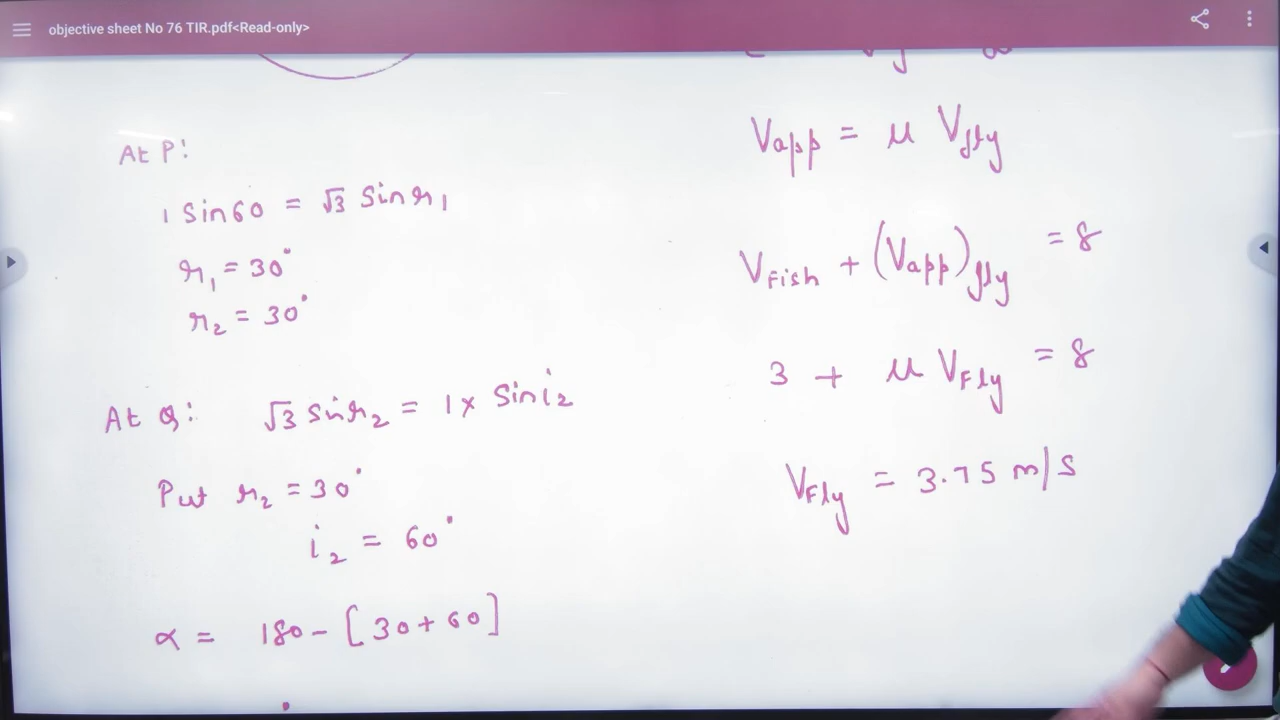 objective sheet No 76 TIR.pdf<Read-only>
At P:
1 Sin60 = √3 Sin r₁
r₁ = 30°
r₂ = 30°
At Q: √3 sin r₂ = 1 x Sin i₂
Put r₂ = 30°
i₂ = 60°
α = 180 - [30 + 60]
Vapp = μ Vfly
VFish + (Vapp)fly = 8
3 + μ VFly = 8
VFly = 3.75 m/s